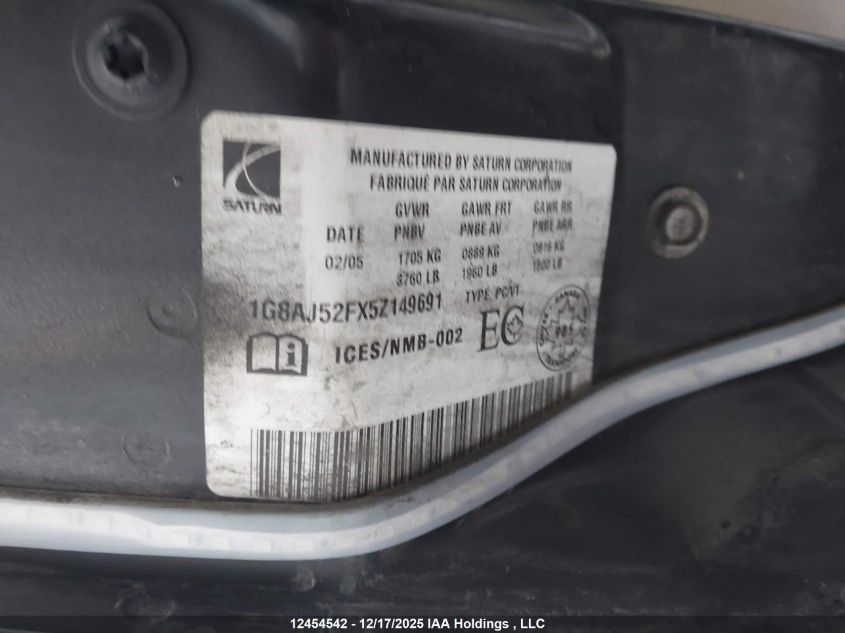 MANUFACTURED BY SATURN CORPORATION
FABRIQUÉ PAR SATURN CORPORATION
SATURN
GVWR GAWR FRT GAWR RR
DATE PNBV PNBE AV. PNBE ARR
02/05 1705 KG 0889 KG 0816 KG
3760 LB 1960 LB 1800 LB
1G8AJ52FX5Z149691 TYPE: PC/VT
i ICES/NMB-002 EC
12454542 - 12/17/2025 IAA Holdings , LLC